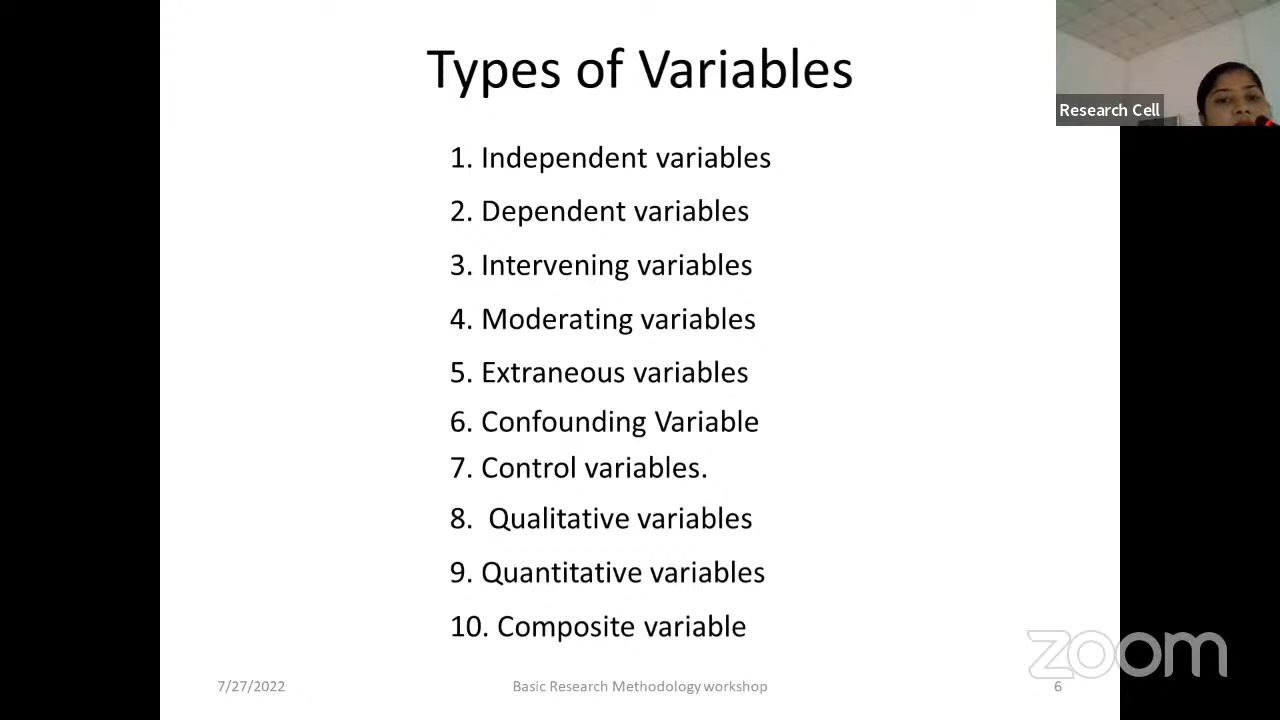 Types of Variables
Research Cell
1. Independent variables
2. Dependent variables
3. Intervening variables
4. Moderating variables
5. Extraneous variables
6. Confounding Variable
7. Control variables.
8.  Qualitative variables
9. Quantitative variables
10. Composite variable
zoom
7/27/2022
Basic Research Methodology workshop
6